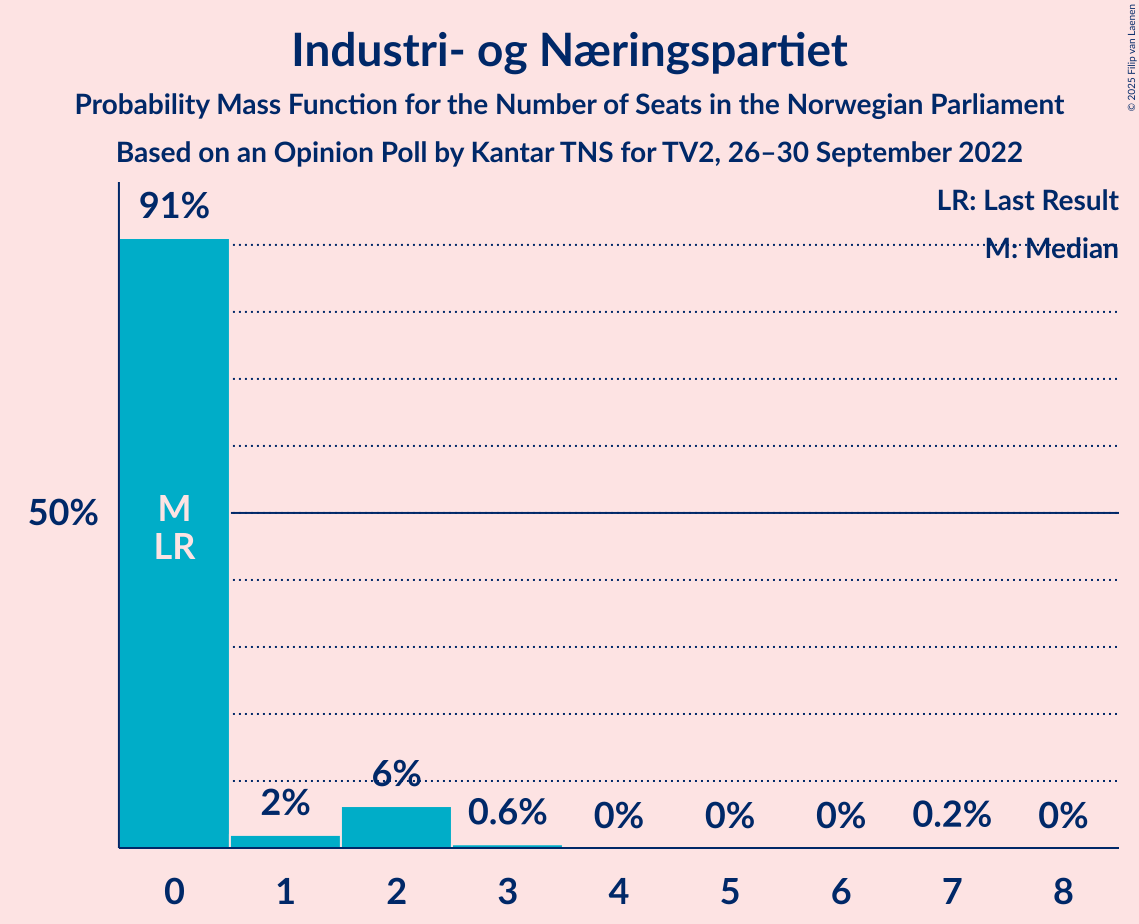 Industri- og Næringspartiet
Probability Mass Function for the Number of Seats in the Norwegian Parliament
Based on an Opinion Poll by Kantar TNS for TV2, 26–30 September 2022
© 2025 Filip van Laenen
LR: Last Result
M: Median
91%
50%
M
LR
2%
6%
0.6%
0%
0%
0%
0.2%
0%
0 1 2 3 4 5 6 7 8